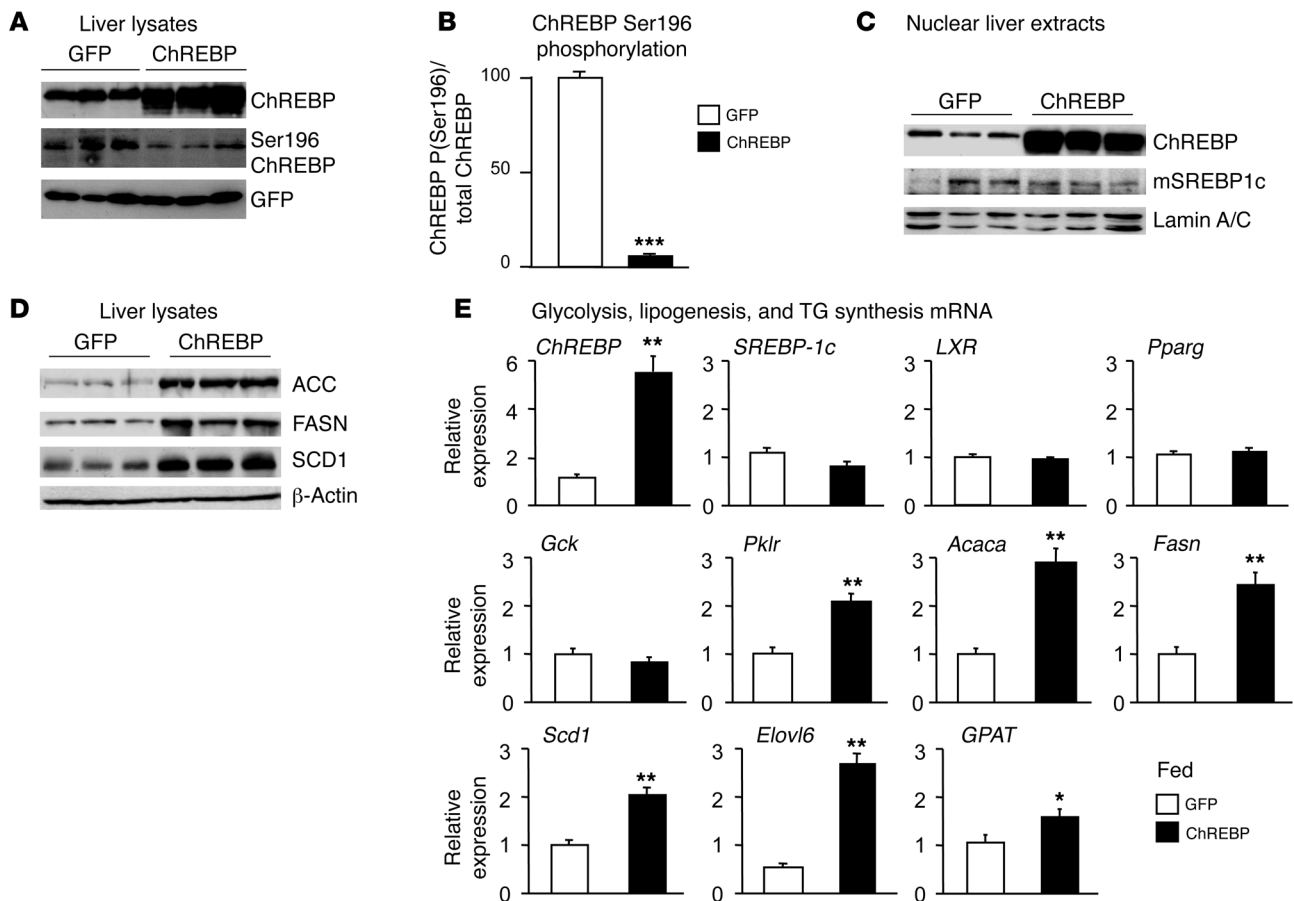 A
Liver lysates
GFP ChREBP
ChREBP
Ser196
ChREBP
GFP
B
ChREBP Ser196
phosphorylation
ChREBP P(Ser196)/
total ChREBP
100
50
0
***
GFP
ChREBP
C
Nuclear liver extracts
GFP ChREBP
ChREBP
mSREBP1c
Lamin A/C
D
Liver lysates
GFP ChREBP
ACC
FASN
SCD1
β-Actin
E
Glycolysis, lipogenesis, and TG synthesis mRNA
Relative
expression
ChREBP
6
4
2
0
**
SREBP-1c
3
2
1
0
LXR
3
2
1
0
Pparg
3
2
1
0
Relative
expression
Gck
3
2
1
0
Pklr
3
2
1
0
**
Acaca
3
2
1
0
**
Fasn
3
2
1
0
**
Relative
expression
Scd1
3
2
1
0
**
Elovl6
3
2
1
0
**
GPAT
3
2
1
0
*
Fed
GFP
ChREBP